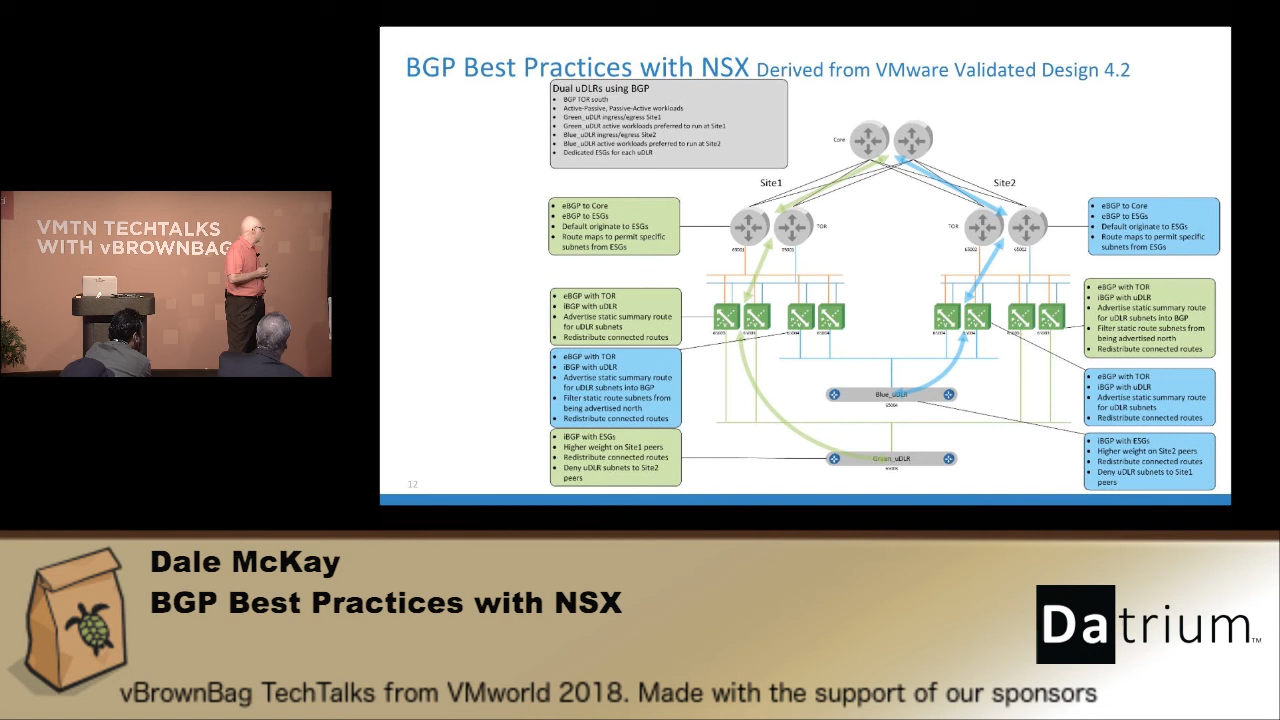 BGP Best Practices with NSX Derived from VMware Validated Design 4.2
Dual uDLRs using BGP
• BGP TOR south
• Active-Passive, Passive-Active workloads
• Green_uDLR ingress/egress Site1
• Green_uDLR active workloads preferred to run at Site1
• Blue_uDLR ingress/egress Site2
• Blue_uDLR active workloads preferred to run at Site2
• Dedicated ESGs for each uDLR
Core
Site1
Site2
• eBGP to Core
• eBGP to ESGs
• Default originate to ESGs
• Route maps to permit specific
subnets from ESGs
TOR
TOR
• eBGP to Core
• eBGP to ESGs
• Default originate to ESGs
• Route maps to permit specific
subnets from ESGs
65001
65001
65002
65002
VMTN TECHTALKS
WITH vBROWNBAG
• eBGP with TOR
• iBGP with uDLR
• Advertise static summary route
for uDLR subnets
• Redistribute connected routes
• eBGP with TOR
• iBGP with uDLR
• Advertise static summary route
for uDLR subnets into BGP
• Filter static route subnets from
being advertised north
• Redistribute connected routes
• eBGP with TOR
• iBGP with uDLR
• Advertise static summary route
for uDLR subnets into BGP
• Filter static route subnets from
being advertised north
• Redistribute connected routes
• eBGP with TOR
• iBGP with uDLR
• Advertise static summary route
for uDLR subnets
• Redistribute connected routes
Blue_uDLR
65004
• iBGP with ESGs
• Higher weight on Site1 peers
• Redistribute connected routes
• Deny uDLR subnets to Site2
peers
Green_uDLR
• iBGP with ESGs
• Higher weight on Site2 peers
• Redistribute connected routes
• Deny uDLR subnets to Site1
peers
12
Dale McKay
BGP Best Practices with NSX
Datrium™
vBrownBag TechTalks from VMworld 2018. Made with the support of our sponsors